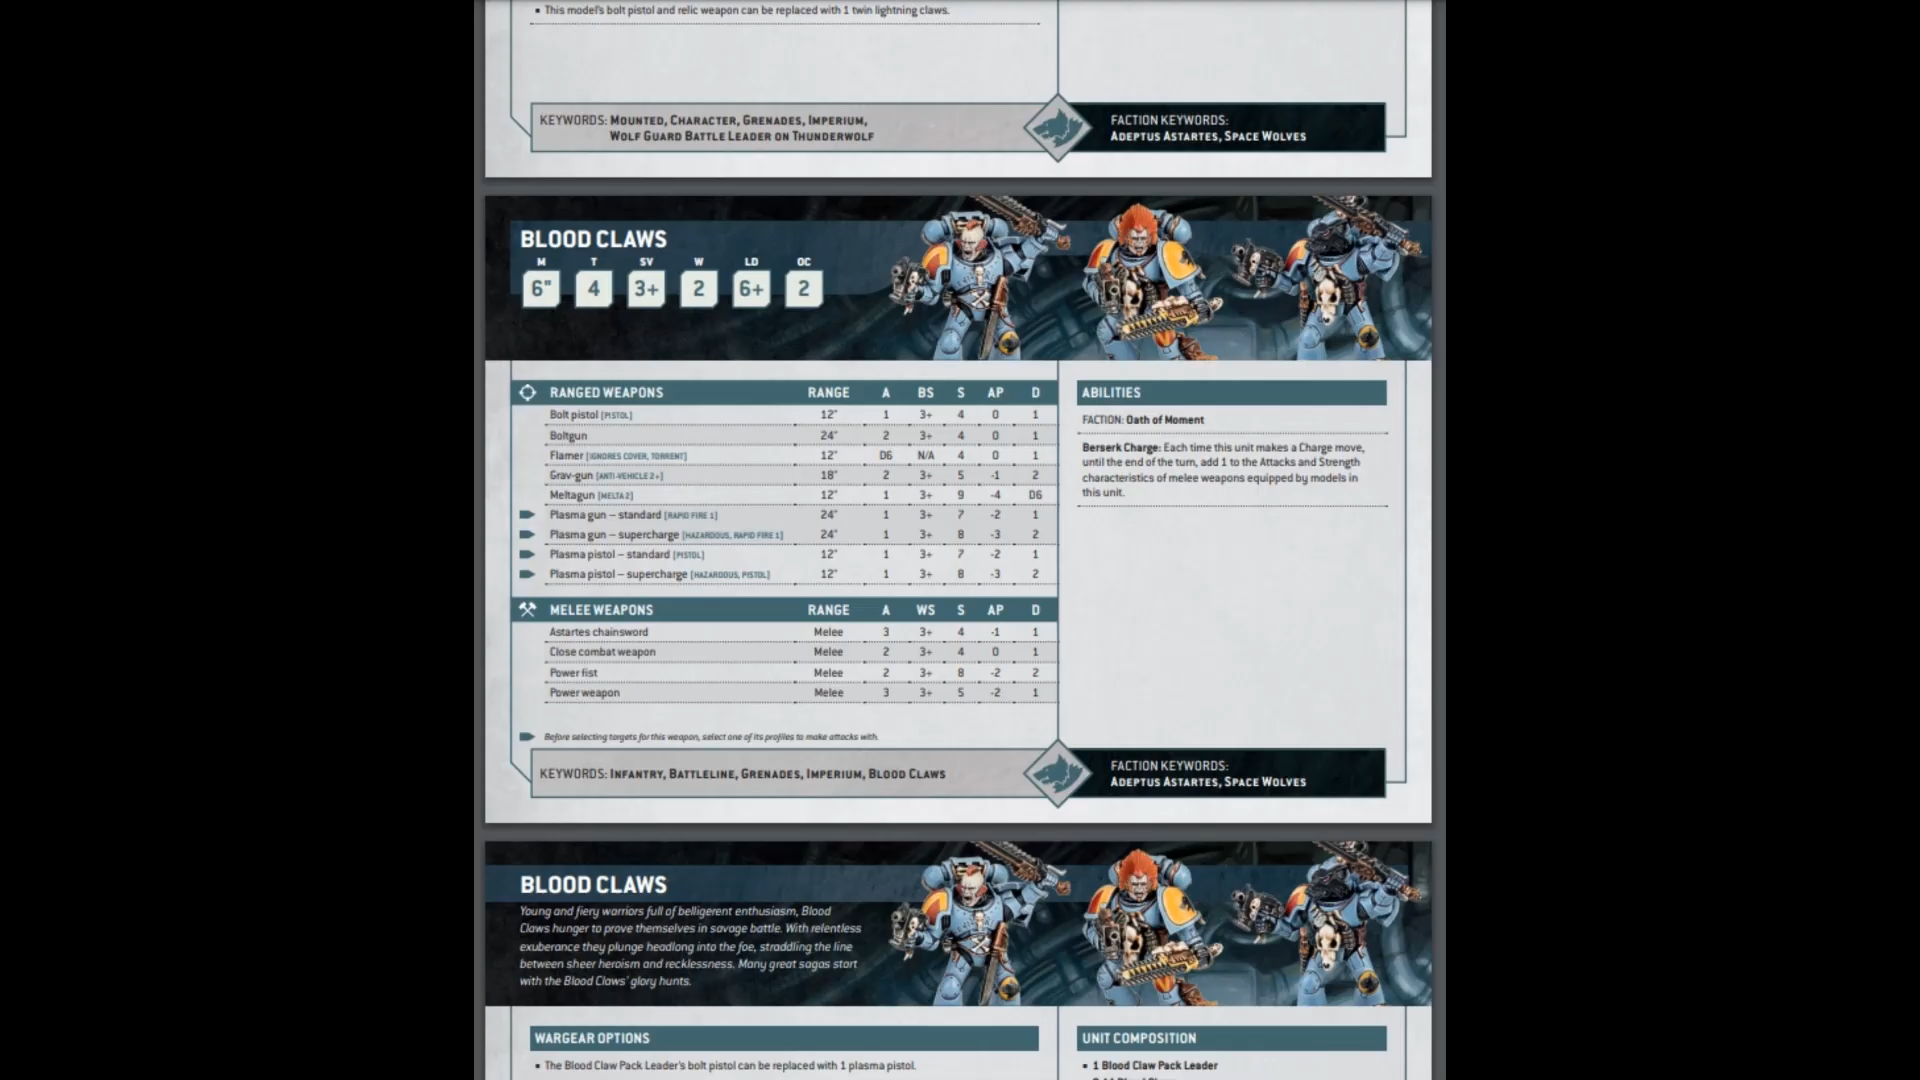 ▪ This model's bolt pistol and relic weapon can be replaced with 1 twin lightning claws.
KEYWORDS: MOUNTED, CHARACTER, GRENADES, IMPERIUM,
WOLF GUARD BATTLE LEADER ON THUNDERWOLF
FACTION KEYWORDS:
ADEPTUS ASTARTES, SPACE WOLVES
BLOOD CLAWS
M T SV W LD OC
6" 4 3+ 2 6+ 2
RANGED WEAPONS RANGE A BS S AP D
Bolt pistol [PISTOL] 12" 1 3+ 4 0 1
Boltgun 24" 2 3+ 4 0 1
Flamer [IGNORES COVER, TORRENT] 12" D6 N/A 4 0 1
Grav-gun [ANTI-VEHICLE 2+] 18" 2 3+ 5 -1 2
Meltagun [MELTA 2] 12" 1 3+ 9 -4 D6
Plasma gun – standard [RAPID FIRE 1] 24" 1 3+ 7 -2 1
Plasma gun – supercharge [HAZARDOUS, RAPID FIRE 1] 24" 1 3+ 8 -3 2
Plasma pistol – standard [PISTOL] 12" 1 3+ 7 -2 1
Plasma pistol – supercharge [HAZARDOUS, PISTOL] 12" 1 3+ 8 -3 2
MELEE WEAPONS RANGE A WS S AP D
Astartes chainsword Melee 3 3+ 4 -1 1
Close combat weapon Melee 2 3+ 4 0 1
Power fist Melee 2 3+ 8 -2 2
Power weapon Melee 3 3+ 5 -2 1
Before selecting targets for this weapon, select one of its profiles to make attacks with.
ABILITIES
FACTION: Oath of Moment
Berserk Charge: Each time this unit makes a Charge move,
until the end of the turn, add 1 to the Attacks and Strength
characteristics of melee weapons equipped by models in
this unit.
KEYWORDS: INFANTRY, BATTLELINE, GRENADES, IMPERIUM, BLOOD CLAWS
FACTION KEYWORDS:
ADEPTUS ASTARTES, SPACE WOLVES
BLOOD CLAWS
Young and fiery warriors full of belligerent enthusiasm, Blood
Claws hunger to prove themselves in savage battle. With relentless
exuberance they plunge headlong into the foe, straddling the line
between sheer heroism and recklessness. Many great sagas start
with the Blood Claws' glory hunts.
WARGEAR OPTIONS
▪ The Blood Claw Pack Leader's bolt pistol can be replaced with 1 plasma pistol.
UNIT COMPOSITION
▪ 1 Blood Claw Pack Leader